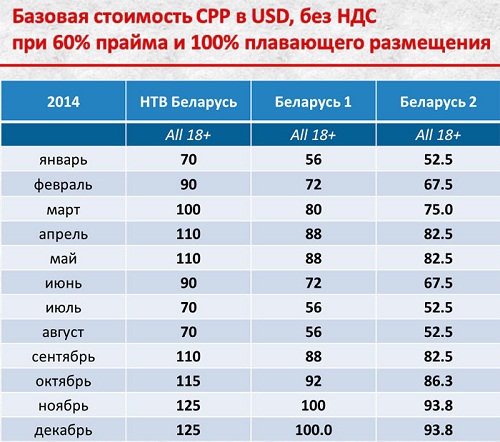 Базовая стоимость CPP в USD, без НДС
при 60% прайма и 100% плавающего размещения
2014 НТВ Беларусь Беларусь 1 Беларусь 2
All 18+ All 18+ All 18+
январь 70 56 52.5
февраль 90 72 67.5
март 100 80 75.0
апрель 110 88 82.5
май 110 88 82.5
июнь 90 72 67.5
июль 70 56 52.5
август 70 56 52.5
сентябрь 110 88 82.5
октябрь 115 92 86.3
ноябрь 125 100 93.8
декабрь 125 100.0 93.8